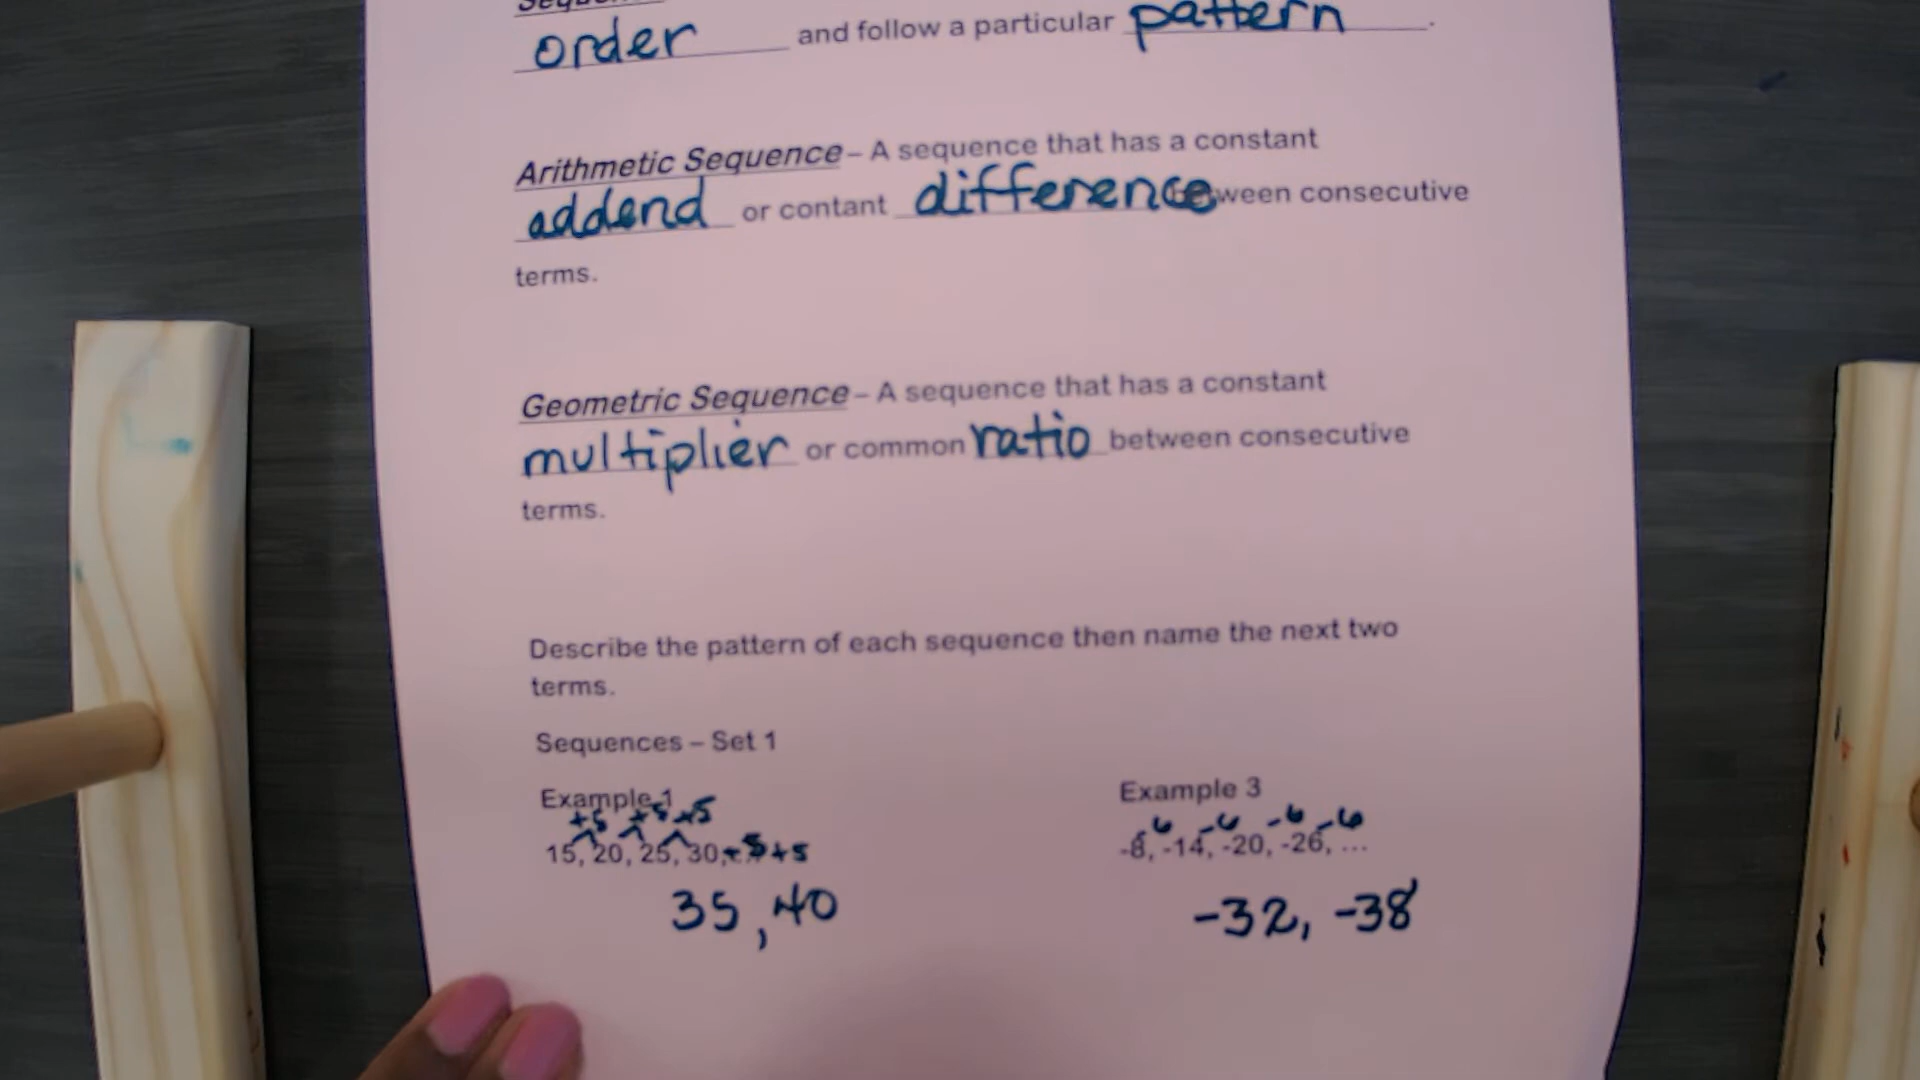 Sequen
order and follow a particular pattern.
Arithmetic Sequence – A sequence that has a constant
addend or contant difference between consecutive
terms.
Geometric Sequence – A sequence that has a constant
multiplier or common ratio between consecutive
terms.
Describe the pattern of each sequence then name the next two
terms.
Sequences – Set 1
Example 1
+5 +5 +5
15, 20, 25, 30, +5 +5
35, 40
Example 3
-6 -6 -6 -6
-8, -14, -20, -26, ...
-32, -38